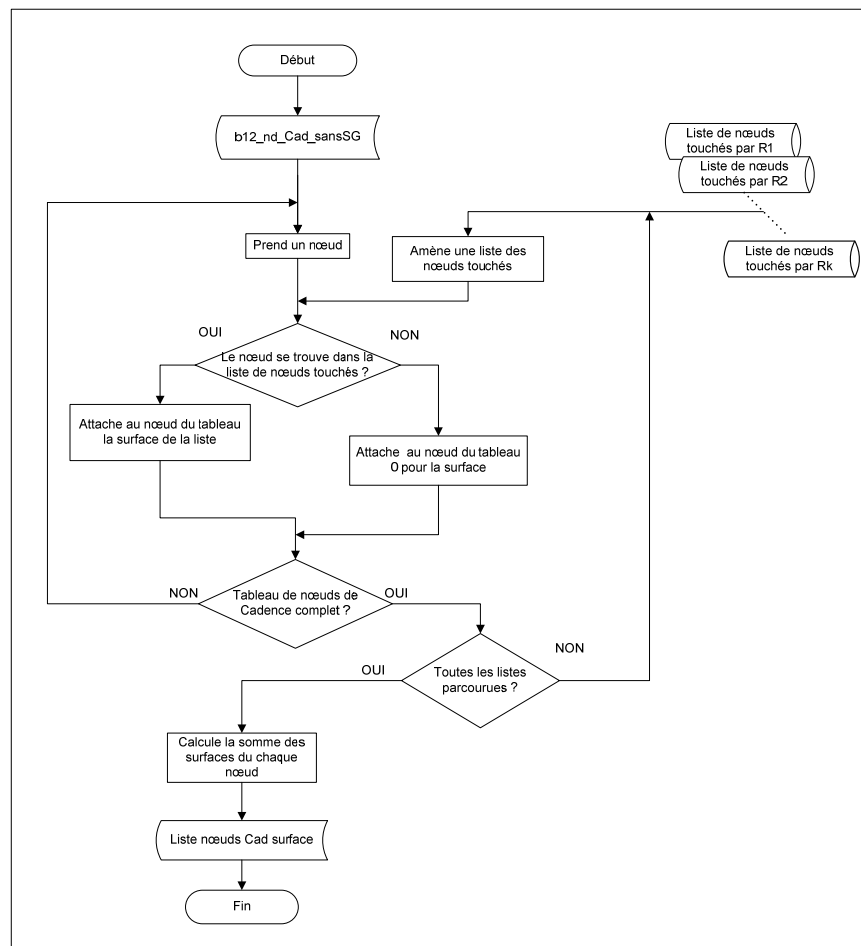 Début
b12_nd_Cad_sansSG
Liste de nœuds
touchés par R1
Liste de nœuds
touchés par R2
Liste de nœuds
touchés par Rk
Prend un nœud
Amène une liste des
nœuds touchés
OUI
NON
Le nœud se trouve dans la
liste de nœuds touchés ?
Attache au nœud du tableau
la surface de la liste
Attache au nœud du tableau
0 pour la surface
NON
Tableau de nœuds de
Cadence complet ?
OUI
OUI
Toutes les listes
parcourues ?
NON
Calcule la somme des
surfaces du chaque
nœud
Liste nœuds Cad surface
Fin